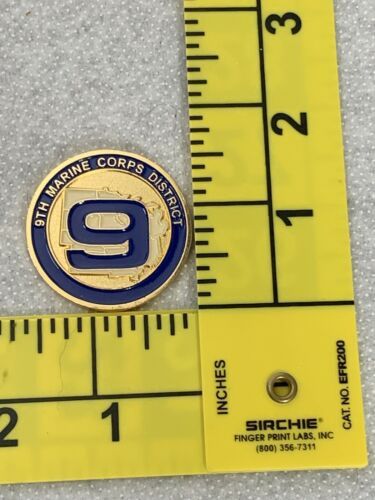 9TH MARINE CORPS DISTRICT
9
3
2
1
2
1
INCHES
SIRCHIE®
FINGER PRINT LABS, INC
(800) 356-7311
CAT. NO. EFR200